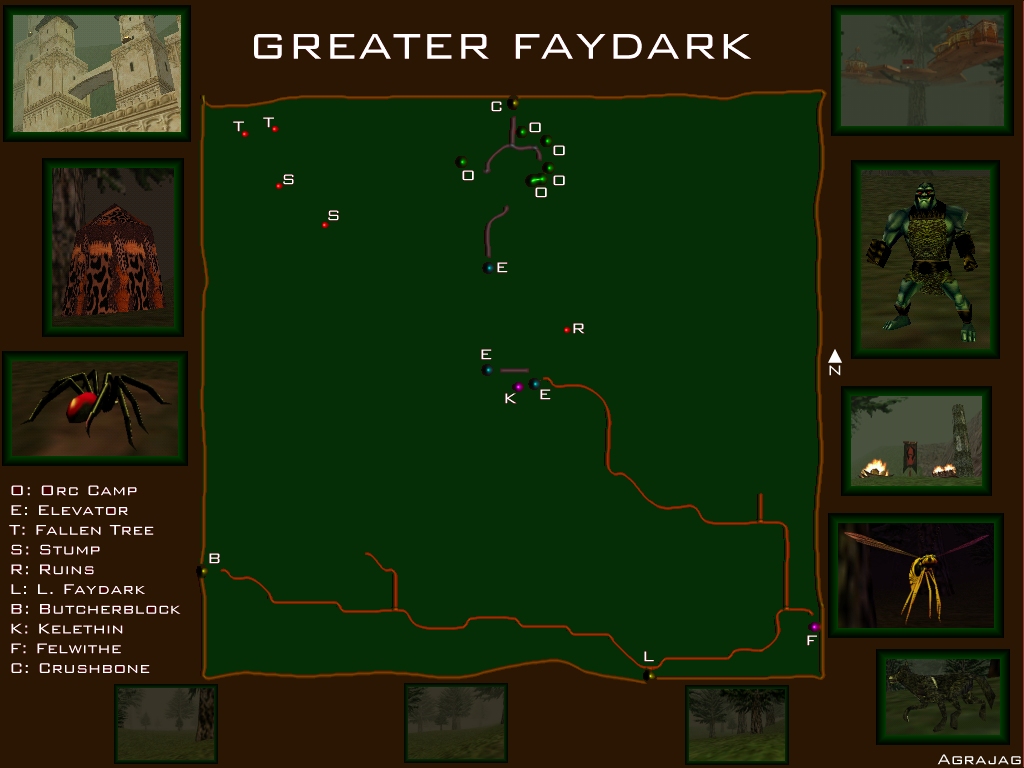 GREATER FAYDARK
C
O
T T
O
O
S
O
O
S
E
R
N
E
K E
B
L
F
O: ORC CAMP
E: ELEVATOR
T: FALLEN TREE
S: STUMP
R: RUINS
L: L. FAYDARK
B: BUTCHERBLOCK
K: KELETHIN
F: FELWITHE
C: CRUSHBONE
AGRAJAG